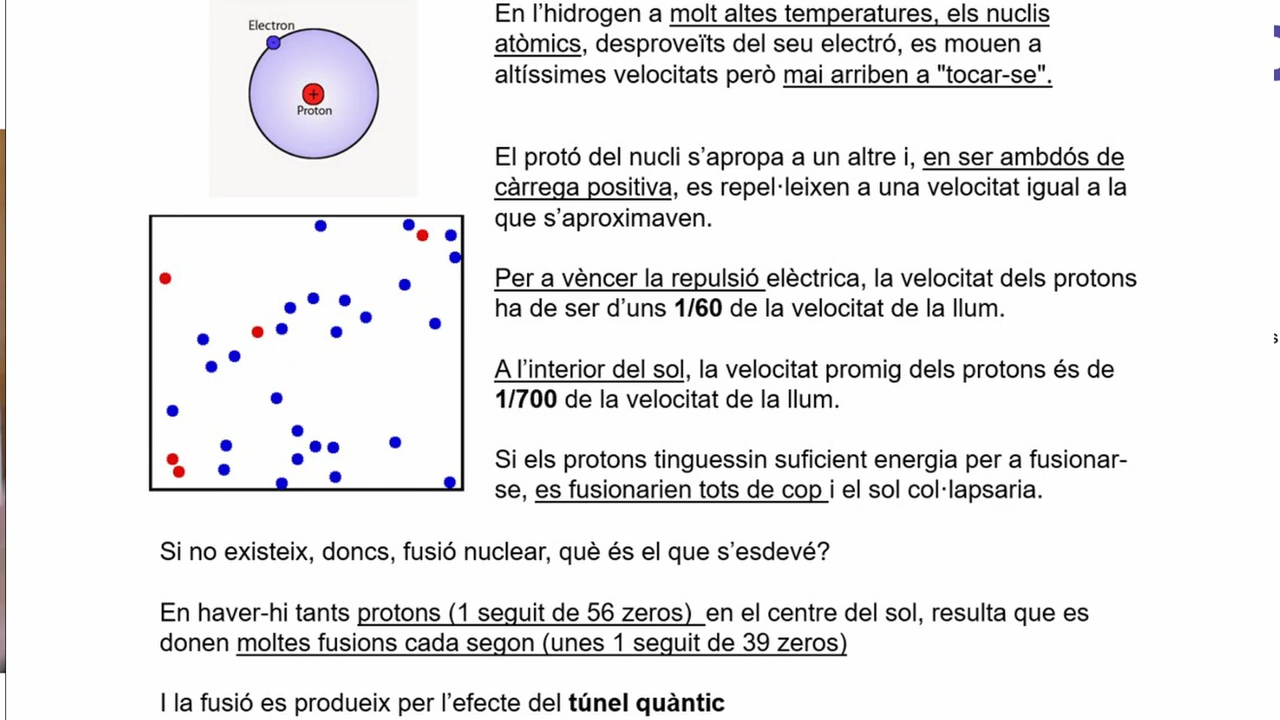 Electron
-
+
Proton
En l’hidrogen a molt altes temperatures, els nuclis
atòmics, desproveïts del seu electró, es mouen a
altíssimes velocitats però mai arriben a "tocar-se".
El protó del nucli s’apropa a un altre i, en ser ambdós de
càrrega positiva, es repel·leixen a una velocitat igual a la
que s’aproximaven.
Per a vèncer la repulsió elèctrica, la velocitat dels protons
ha de ser d’uns 1/60 de la velocitat de la llum.
A l’interior del sol, la velocitat promig dels protons és de
1/700 de la velocitat de la llum.
Si els protons tinguessin suficient energia per a fusionar-
se, es fusionarien tots de cop i el sol col·lapsaria.
Si no existeix, doncs, fusió nuclear, què és el que s’esdevé?
En haver-hi tants protons (1 seguit de 56 zeros) en el centre del sol, resulta que es
donen moltes fusions cada segon (unes 1 seguit de 39 zeros)
I la fusió es produeix per l’efecte del túnel quàntic